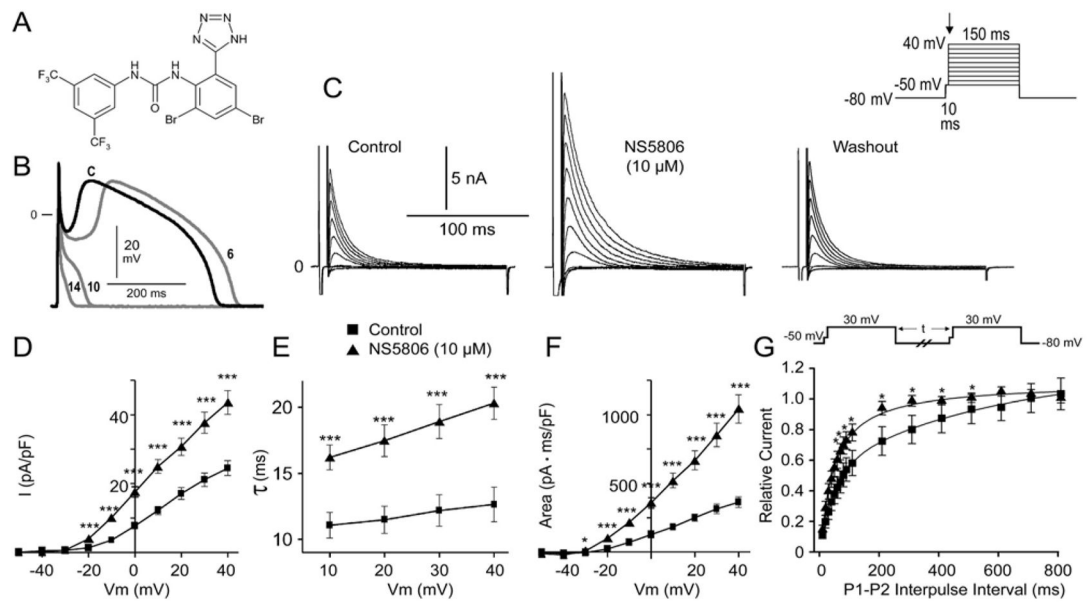 A
N=N
N
NH
F₃C
H
N
H
N
O
Br
Br
CF₃
B
C
0
20
mV
6
14
10
200 ms
C
Control
5 nA
100 ms
0
NS5806
(10 µM)
Washout
40 mV
150 ms
-50 mV
-80 mV
10
ms
Control
NS5806 (10 µM)
D
I (pA/pF)
40
20
***
***
***
***
***
***
***
-40
-20
0
20
40
Vm (mV)
E
τ (ms)
20
15
10
***
***
***
***
10
20
30
40
Vm (mV)
F
Area (pA · ms/pF)
1000
500
*
***
***
***
***
***
***
***
-40
-20
0
20
40
Vm (mV)
G
-50 mV
30 mV
t
30 mV
-80 mV
Relative Current
1.2
1.0
0.8
0.6
0.4
0.2
0
*
*
*
*
*
*
*
*
0
200
400
600
800
P1-P2 Interpulse Interval (ms)